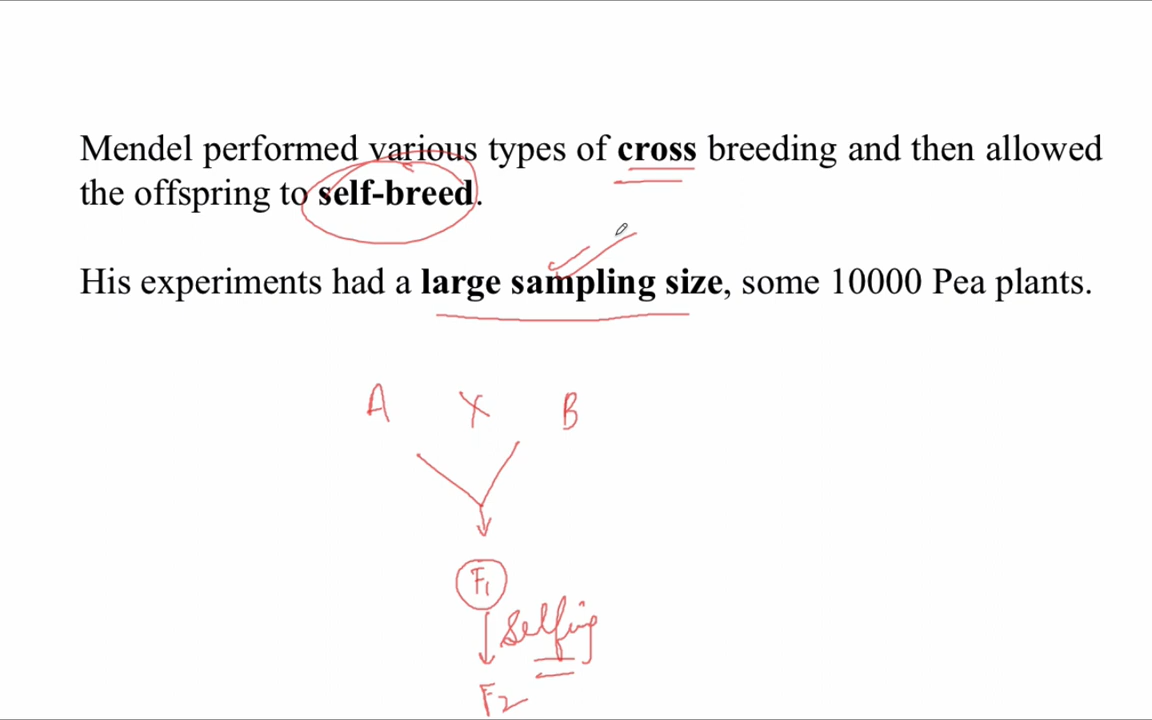 Mendel performed various types of cross breeding and then allowed
the offspring to self-breed.
His experiments had a large sampling size, some 10000 Pea plants.
A X B
F1
Selfing
F2